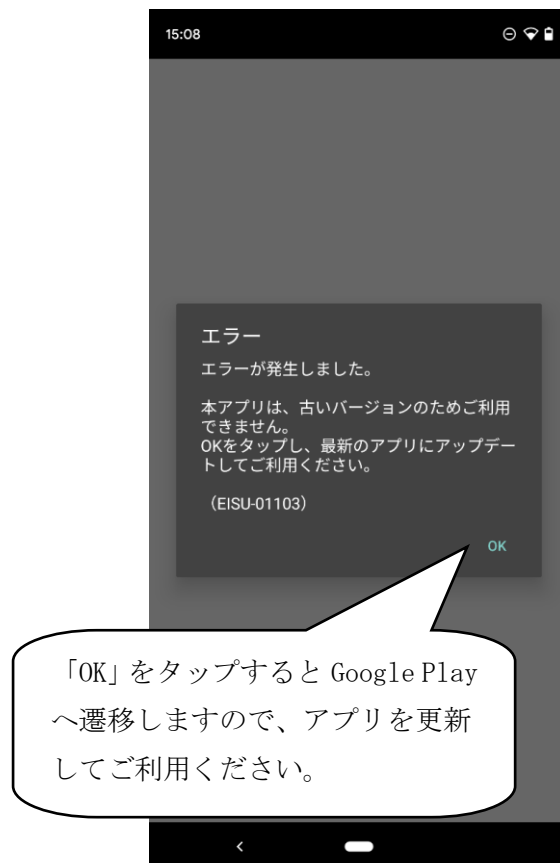 15:08
エラー
エラーが発生しました。
本アプリは、古いバージョンのためご利用
できません。
OKをタップし、最新のアプリにアップデー
トしてご利用ください。
（EISU-01103）
OK
「OK」をタップすると Google Play
へ遷移しますので、アプリを更新
してご利用ください。